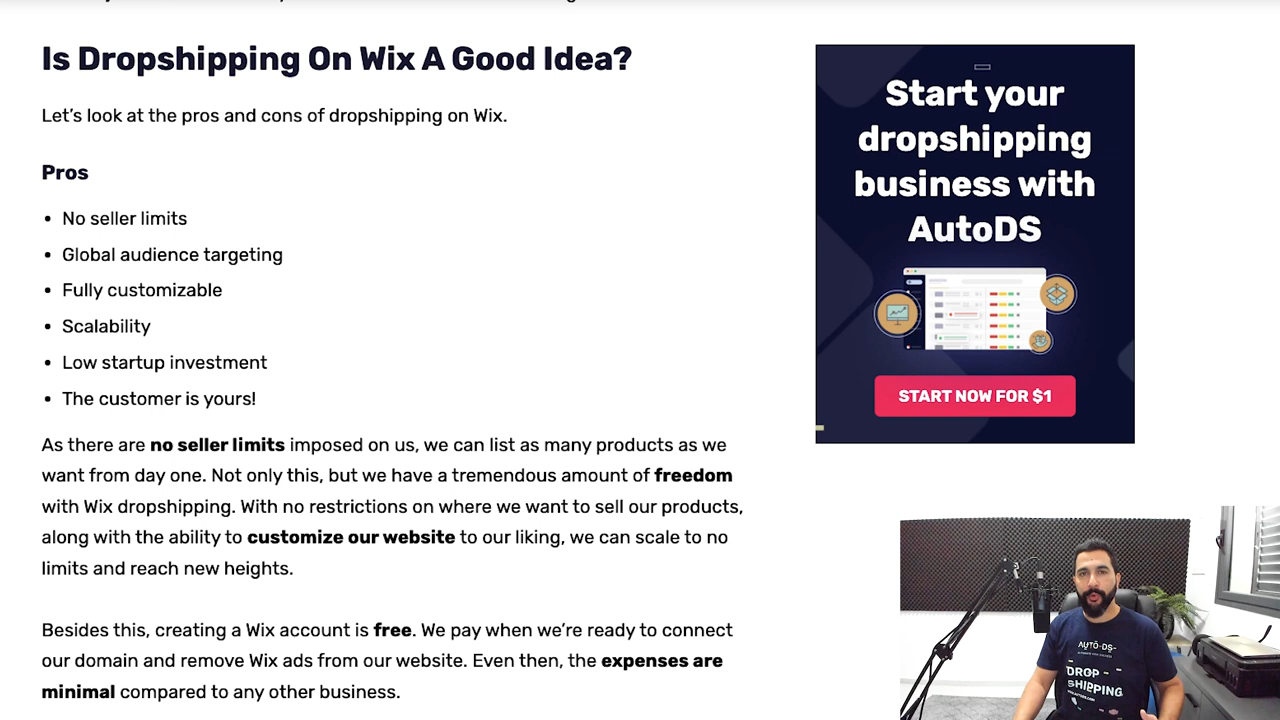 Is Dropshipping On Wix A Good Idea?
Let's look at the pros and cons of dropshipping on Wix.
Pros
• No seller limits
• Global audience targeting
• Fully customizable
• Scalability
• Low startup investment
• The customer is yours!
As there are no seller limits imposed on us, we can list as many products as we
want from day one. Not only this, but we have a tremendous amount of freedom
with Wix dropshipping. With no restrictions on where we want to sell our products,
along with the ability to customize our website to our liking, we can scale to no
limits and reach new heights.
Besides this, creating a Wix account is free. We pay when we're ready to connect
our domain and remove Wix ads from our website. Even then, the expenses are
minimal compared to any other business.
Start your
dropshipping
business with
AutoDS
START NOW FOR $1
AUTO-DS
DROP
SHIPPING